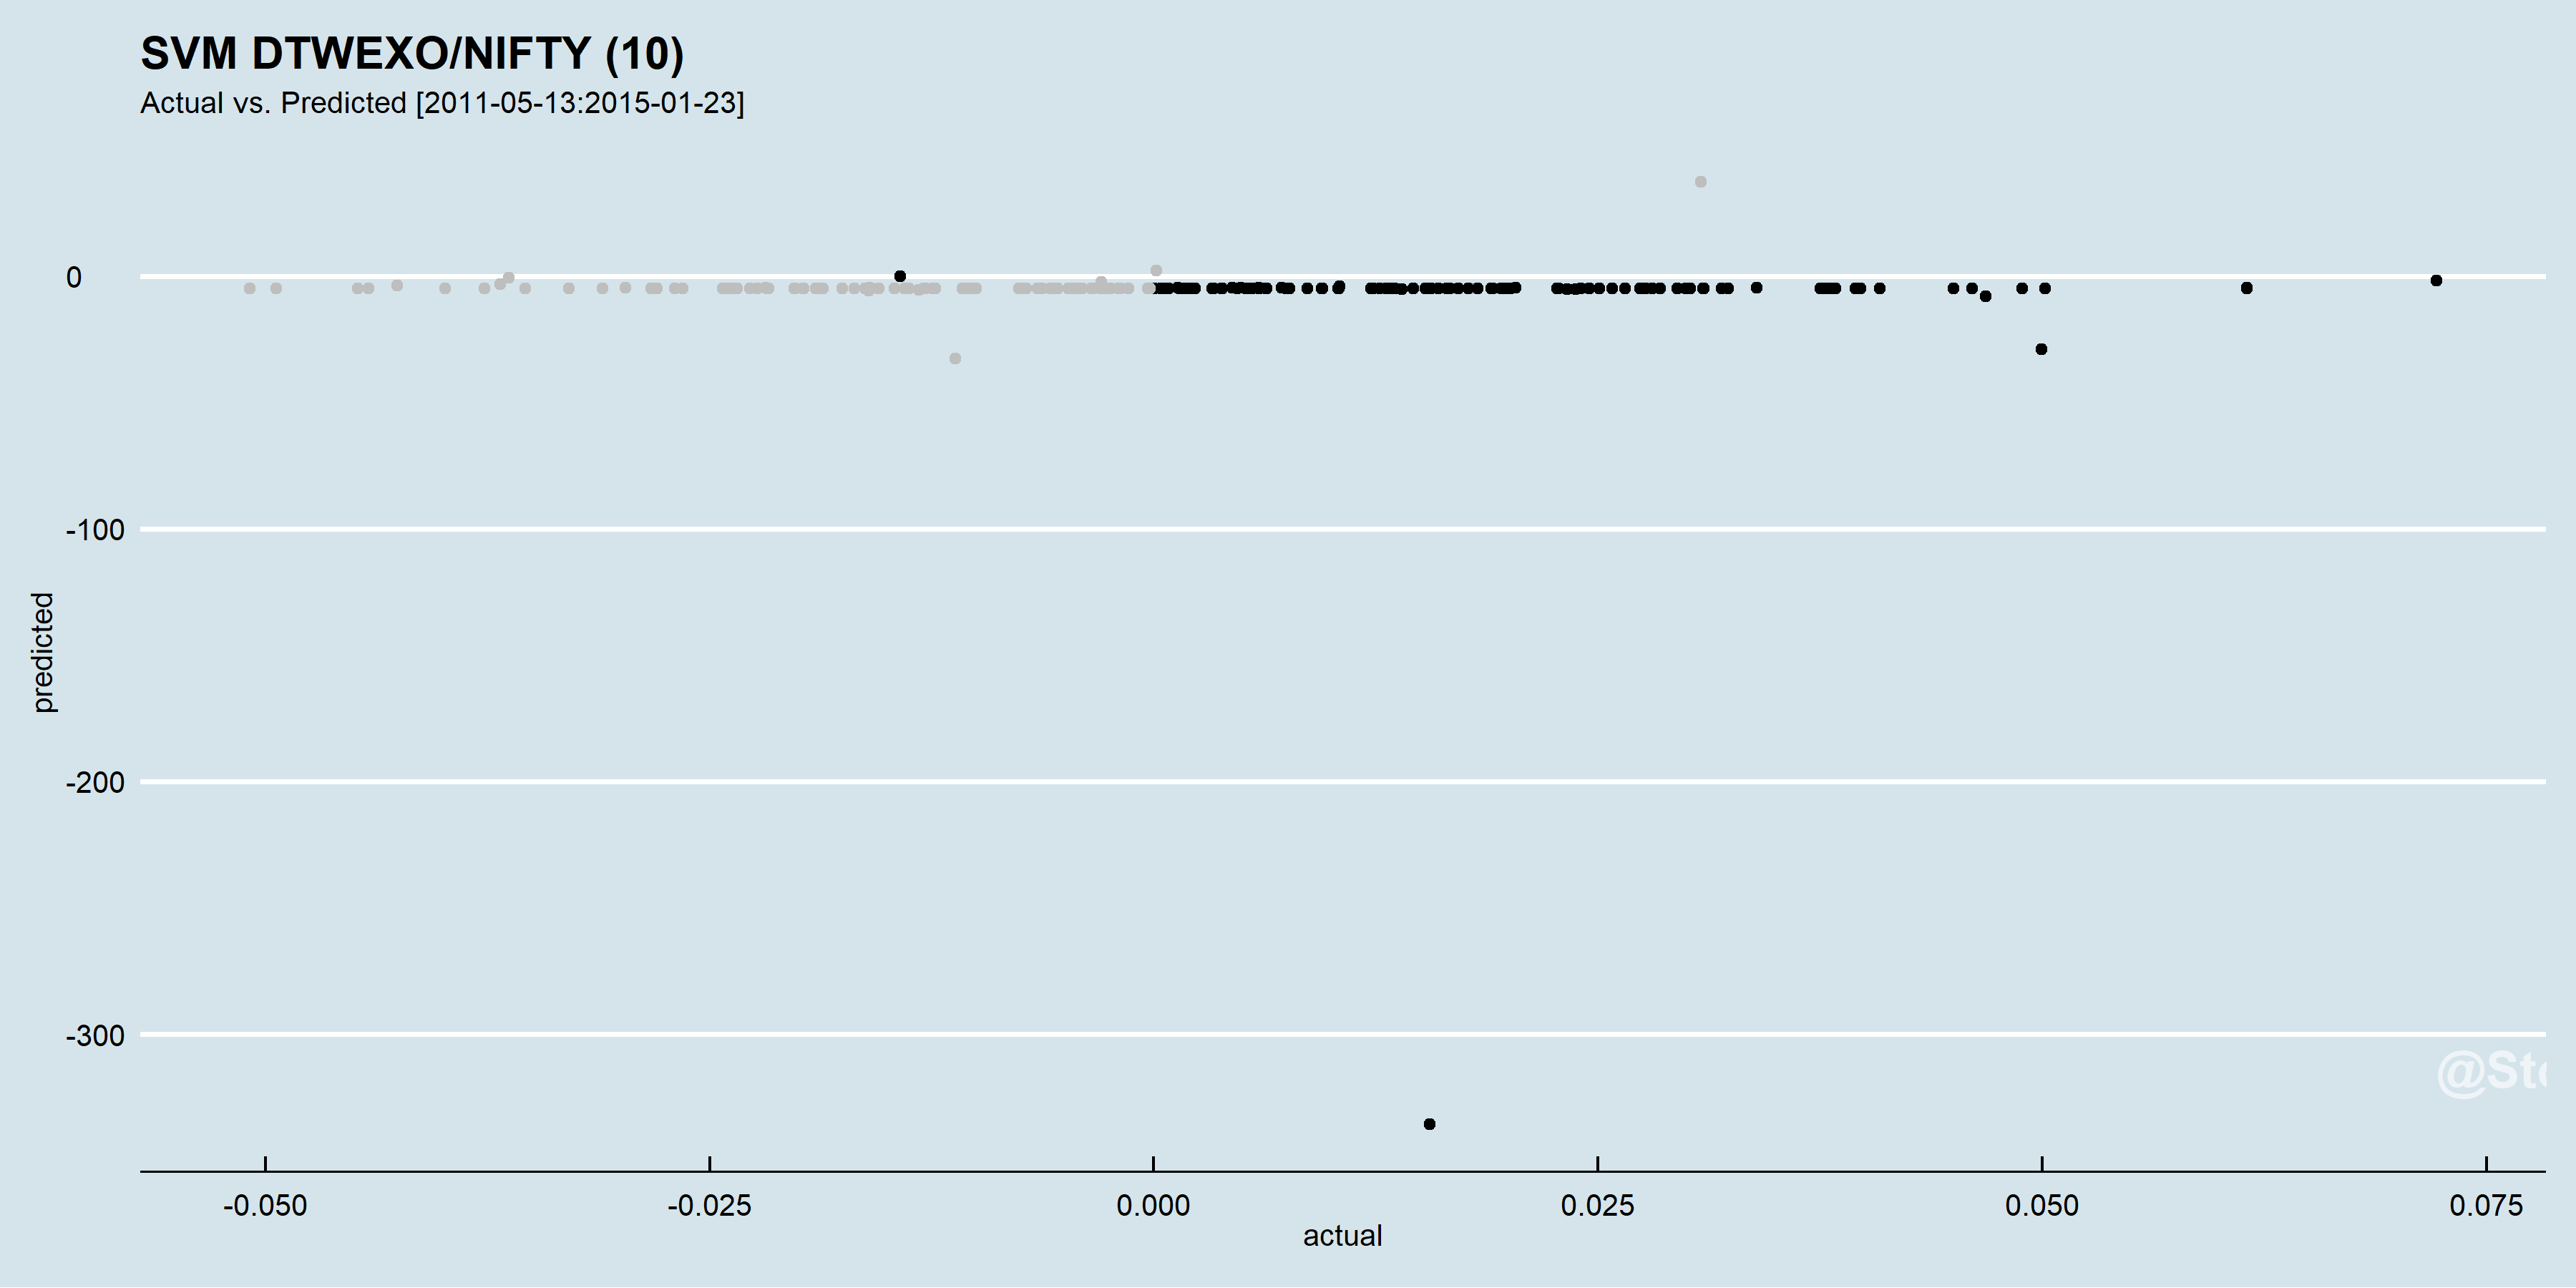 SVM DTWEXO/NIFTY (10)
Actual vs. Predicted [2011-05-13:2015-01-23]
0
-100
-200
-300
predicted
-0.050 -0.025 0.000 0.025 0.050 0.075
actual